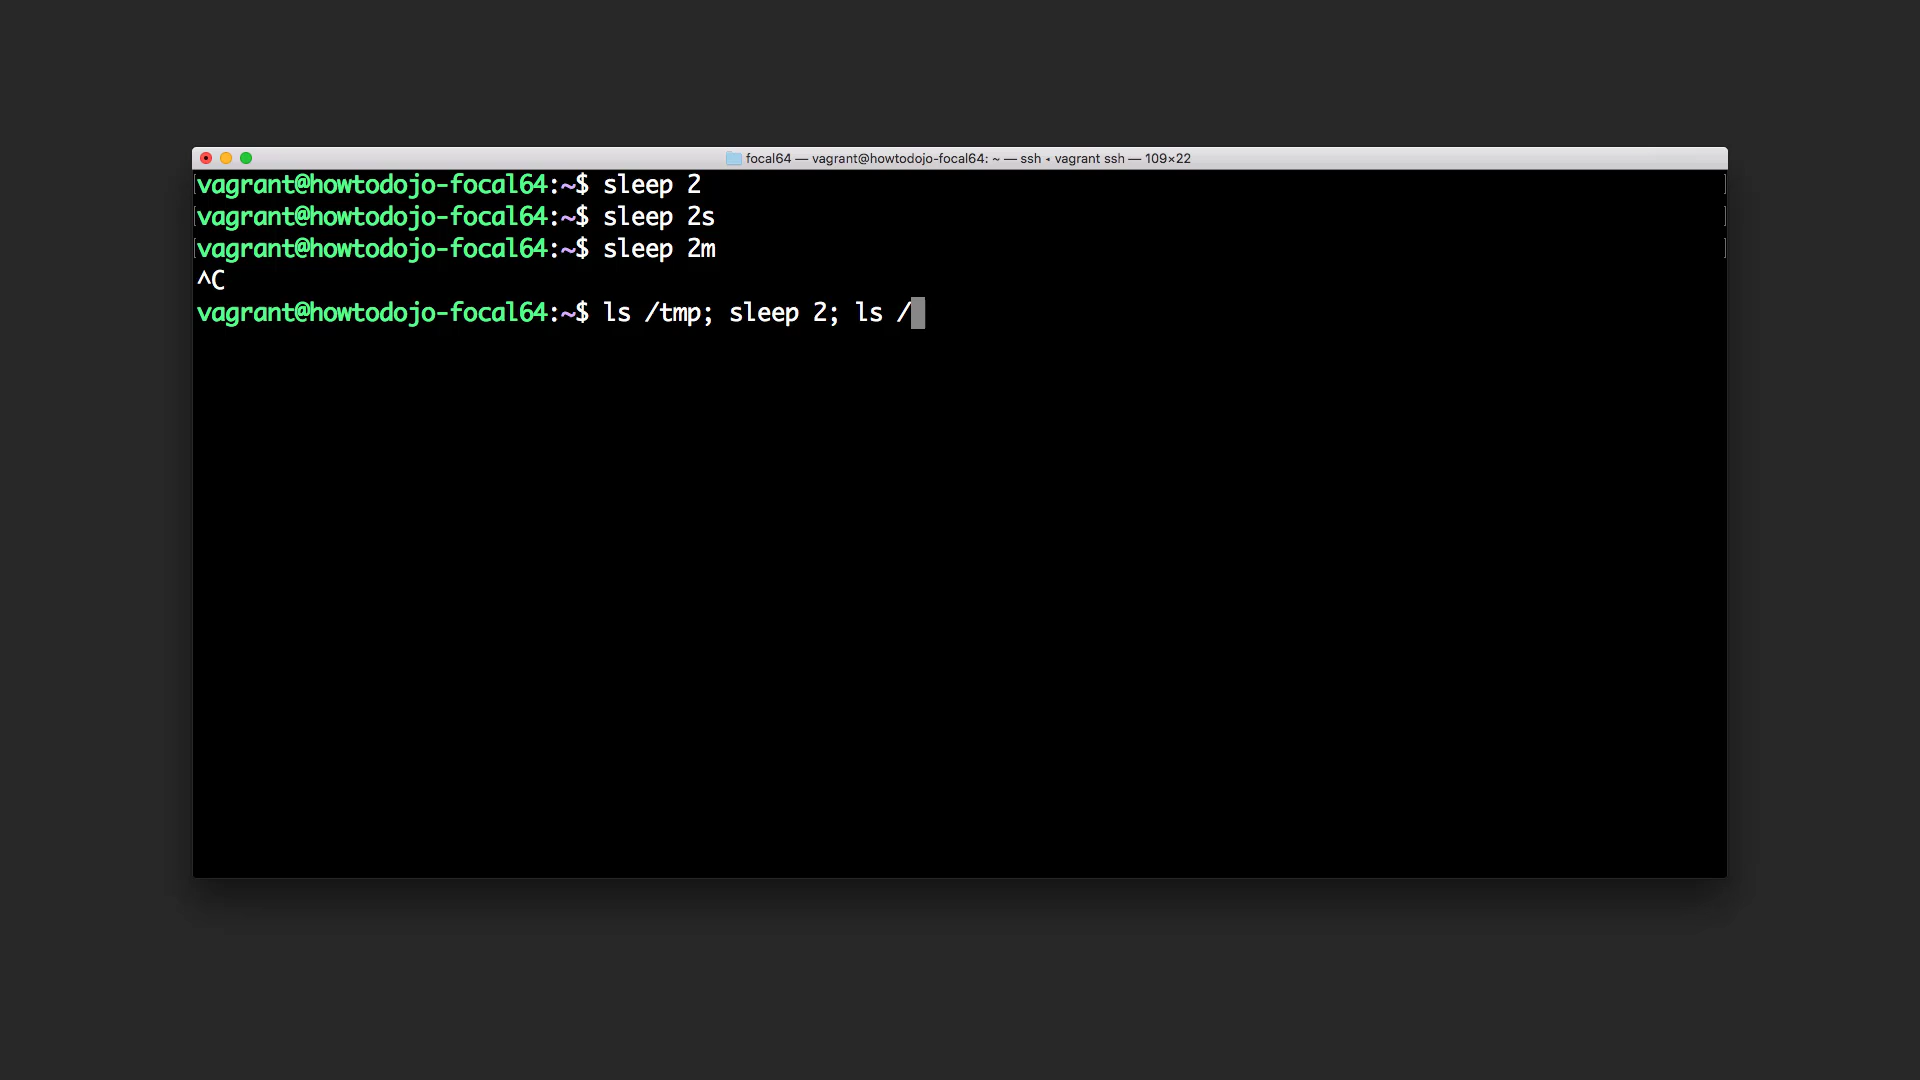 focal64 — vagrant@howtodojo-focal64: ~ — ssh ◂ vagrant ssh — 109×22
vagrant@howtodojo-focal64:~$ sleep 2
vagrant@howtodojo-focal64:~$ sleep 2s
vagrant@howtodojo-focal64:~$ sleep 2m
^C
vagrant@howtodojo-focal64:~$ ls /tmp; sleep 2; ls /